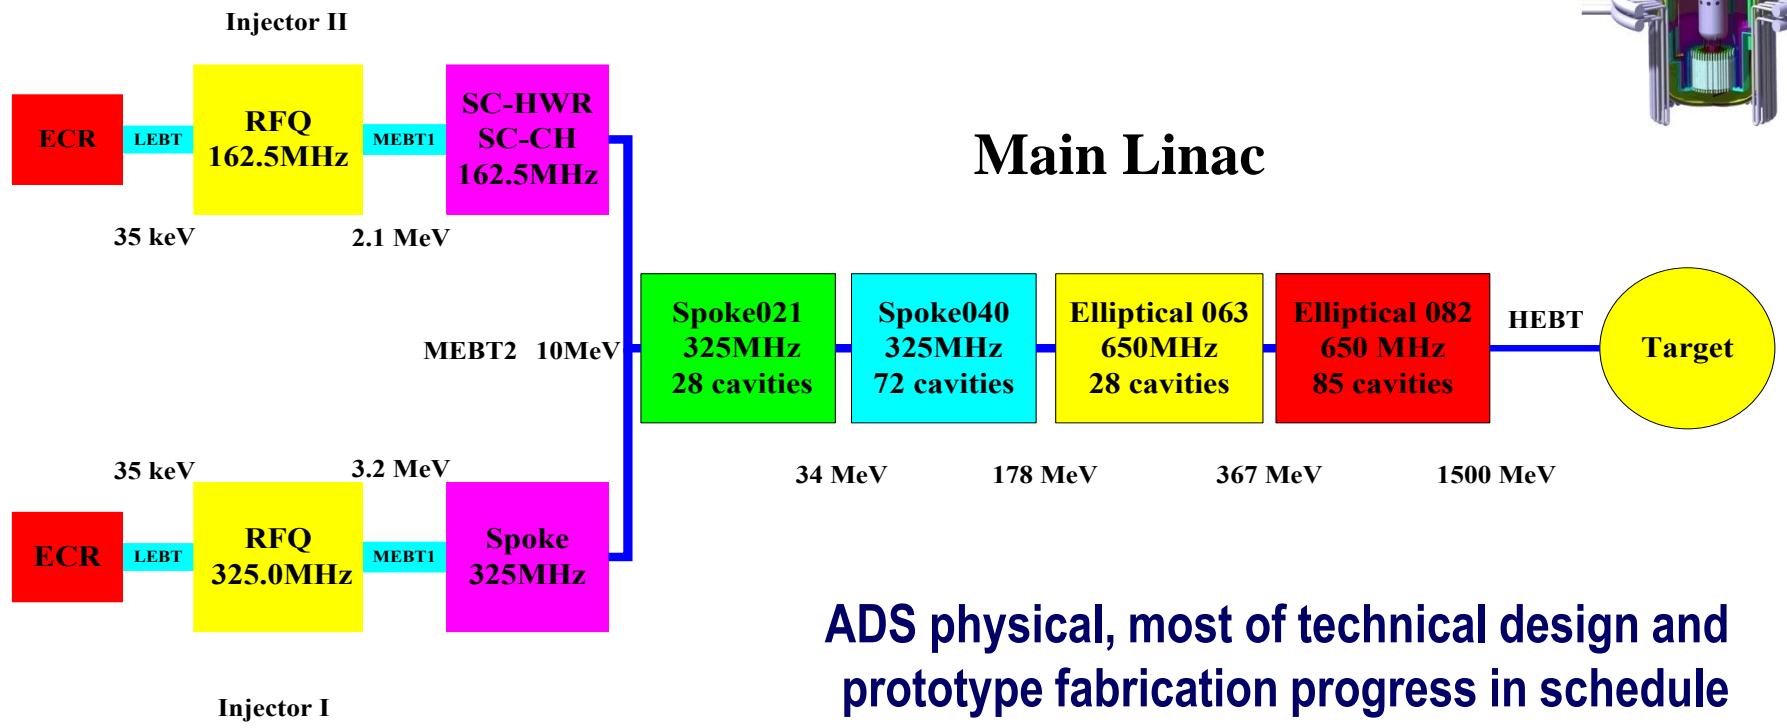 Injector II
ECR
LEBT
RFQ
162.5MHz
MEBT1
SC-HWR
SC-CH
162.5MHz
35 keV
2.1 MeV
Main Linac
MEBT2 10MeV
Spoke021
325MHz
28 cavities
Spoke040
325MHz
72 cavities
Elliptical 063
650MHz
28 cavities
Elliptical 082
650 MHz
85 cavities
HEBT
Target
34 MeV
178 MeV
367 MeV
1500 MeV
35 keV
3.2 MeV
ECR
LEBT
RFQ
325.0MHz
MEBT1
Spoke
325MHz
Injector I
ADS physical, most of technical design and
prototype fabrication progress in schedule